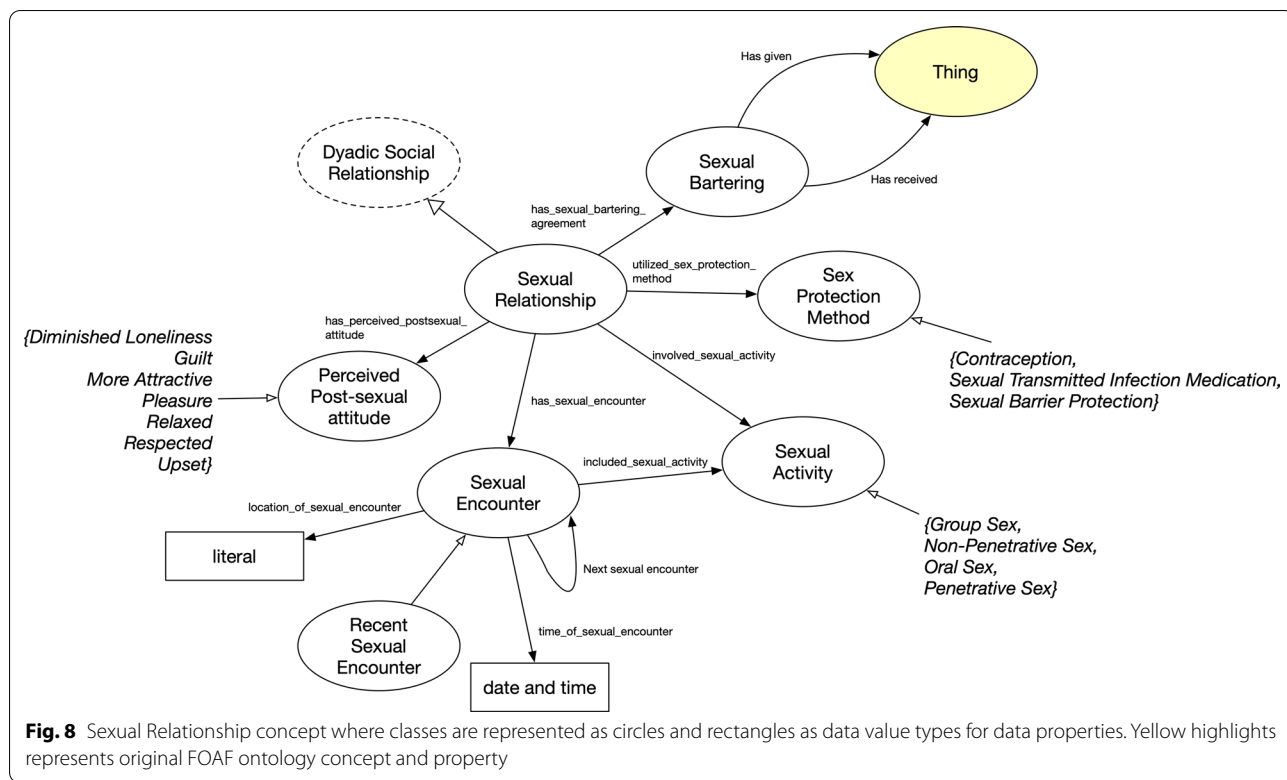 Has given
Thing
Dyadic Social
Relationship
Sexual
Bartering
Has received
has_sexual_bartering_
agreement
utilized_sex_protection_
method
Sexual
Relationship
Sex
Protection
Method
has_perceived_postsexual_
attitude
{Diminished Loneliness
Guilt
More Attractive
Pleasure
Relaxed
Respected
Upset}
involved_sexual_activity
{Contraception,
Sexual Transmitted Infection Medication,
Sexual Barrier Protection}
Perceived
Post-sexual
attitude
has_sexual_encounter
Sexual
Activity
Sexual
Encounter
included_sexual_activity
location_of_sexual_encounter
{Group Sex,
Non-Penetrative Sex,
Oral Sex,
Penetrative Sex}
literal
Next sexual encounter
Recent
Sexual
Encounter
time_of_sexual_encounter
date and time
Fig. 8 Sexual Relationship concept where classes are represented as circles and rectangles as data value types for data properties. Yellow highlights
represents original FOAF ontology concept and property